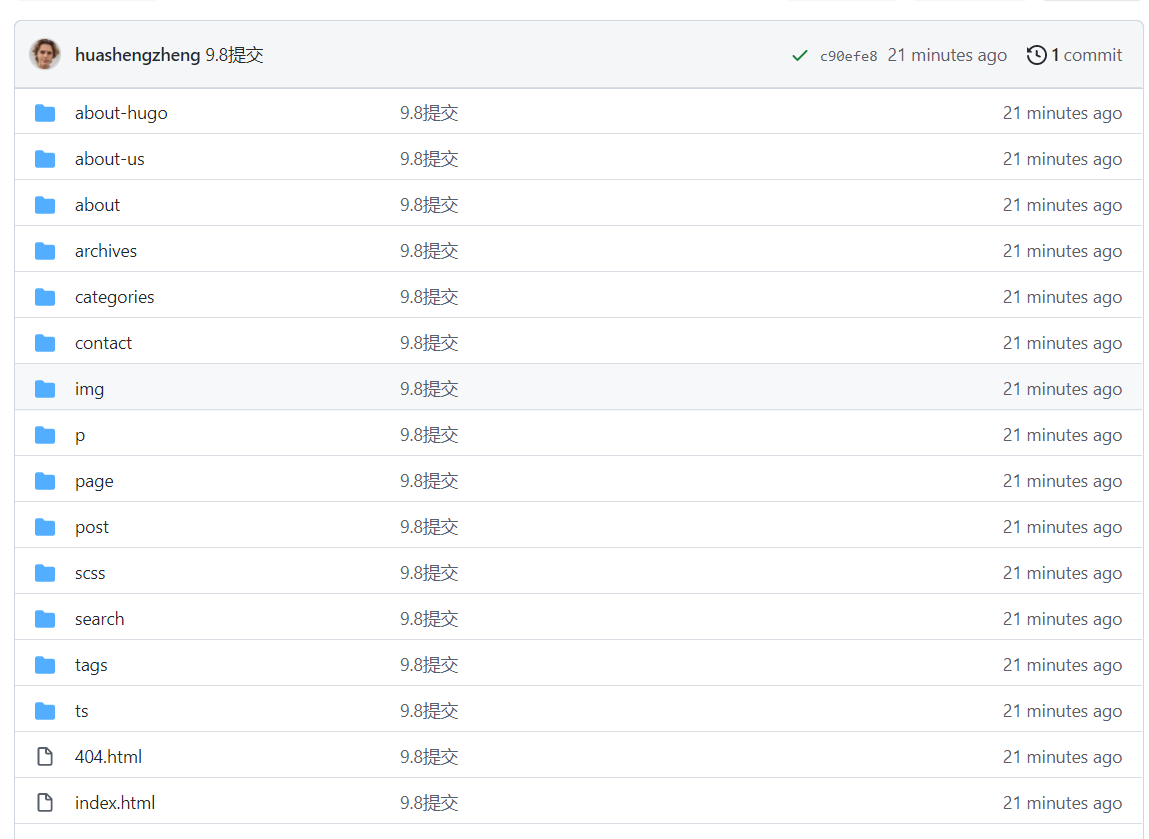 huashengzheng 9.8提交 c90efe8 21 minutes ago 1 commit
about-hugo 9.8提交 21 minutes ago
about-us 9.8提交 21 minutes ago
about 9.8提交 21 minutes ago
archives 9.8提交 21 minutes ago
categories 9.8提交 21 minutes ago
contact 9.8提交 21 minutes ago
img 9.8提交 21 minutes ago
p 9.8提交 21 minutes ago
page 9.8提交 21 minutes ago
post 9.8提交 21 minutes ago
scss 9.8提交 21 minutes ago
search 9.8提交 21 minutes ago
tags 9.8提交 21 minutes ago
ts 9.8提交 21 minutes ago
404.html 9.8提交 21 minutes ago
index.html 9.8提交 21 minutes ago